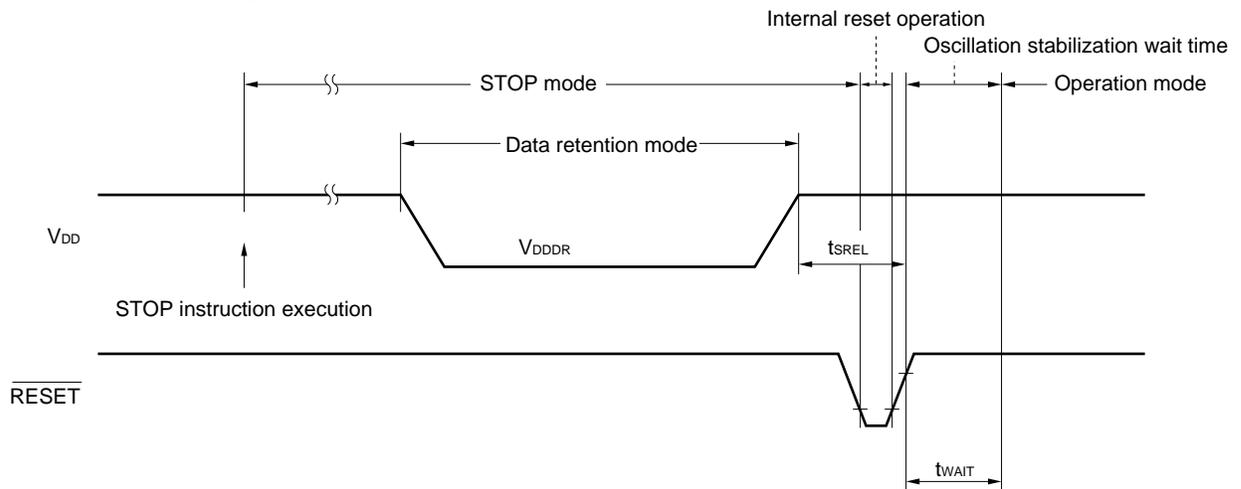 Internal reset operation
Oscillation stabilization wait time
STOP mode
Operation mode
Data retention mode
VDD
VDDDR
tSREL
STOP instruction execution
RESET
tWAIT